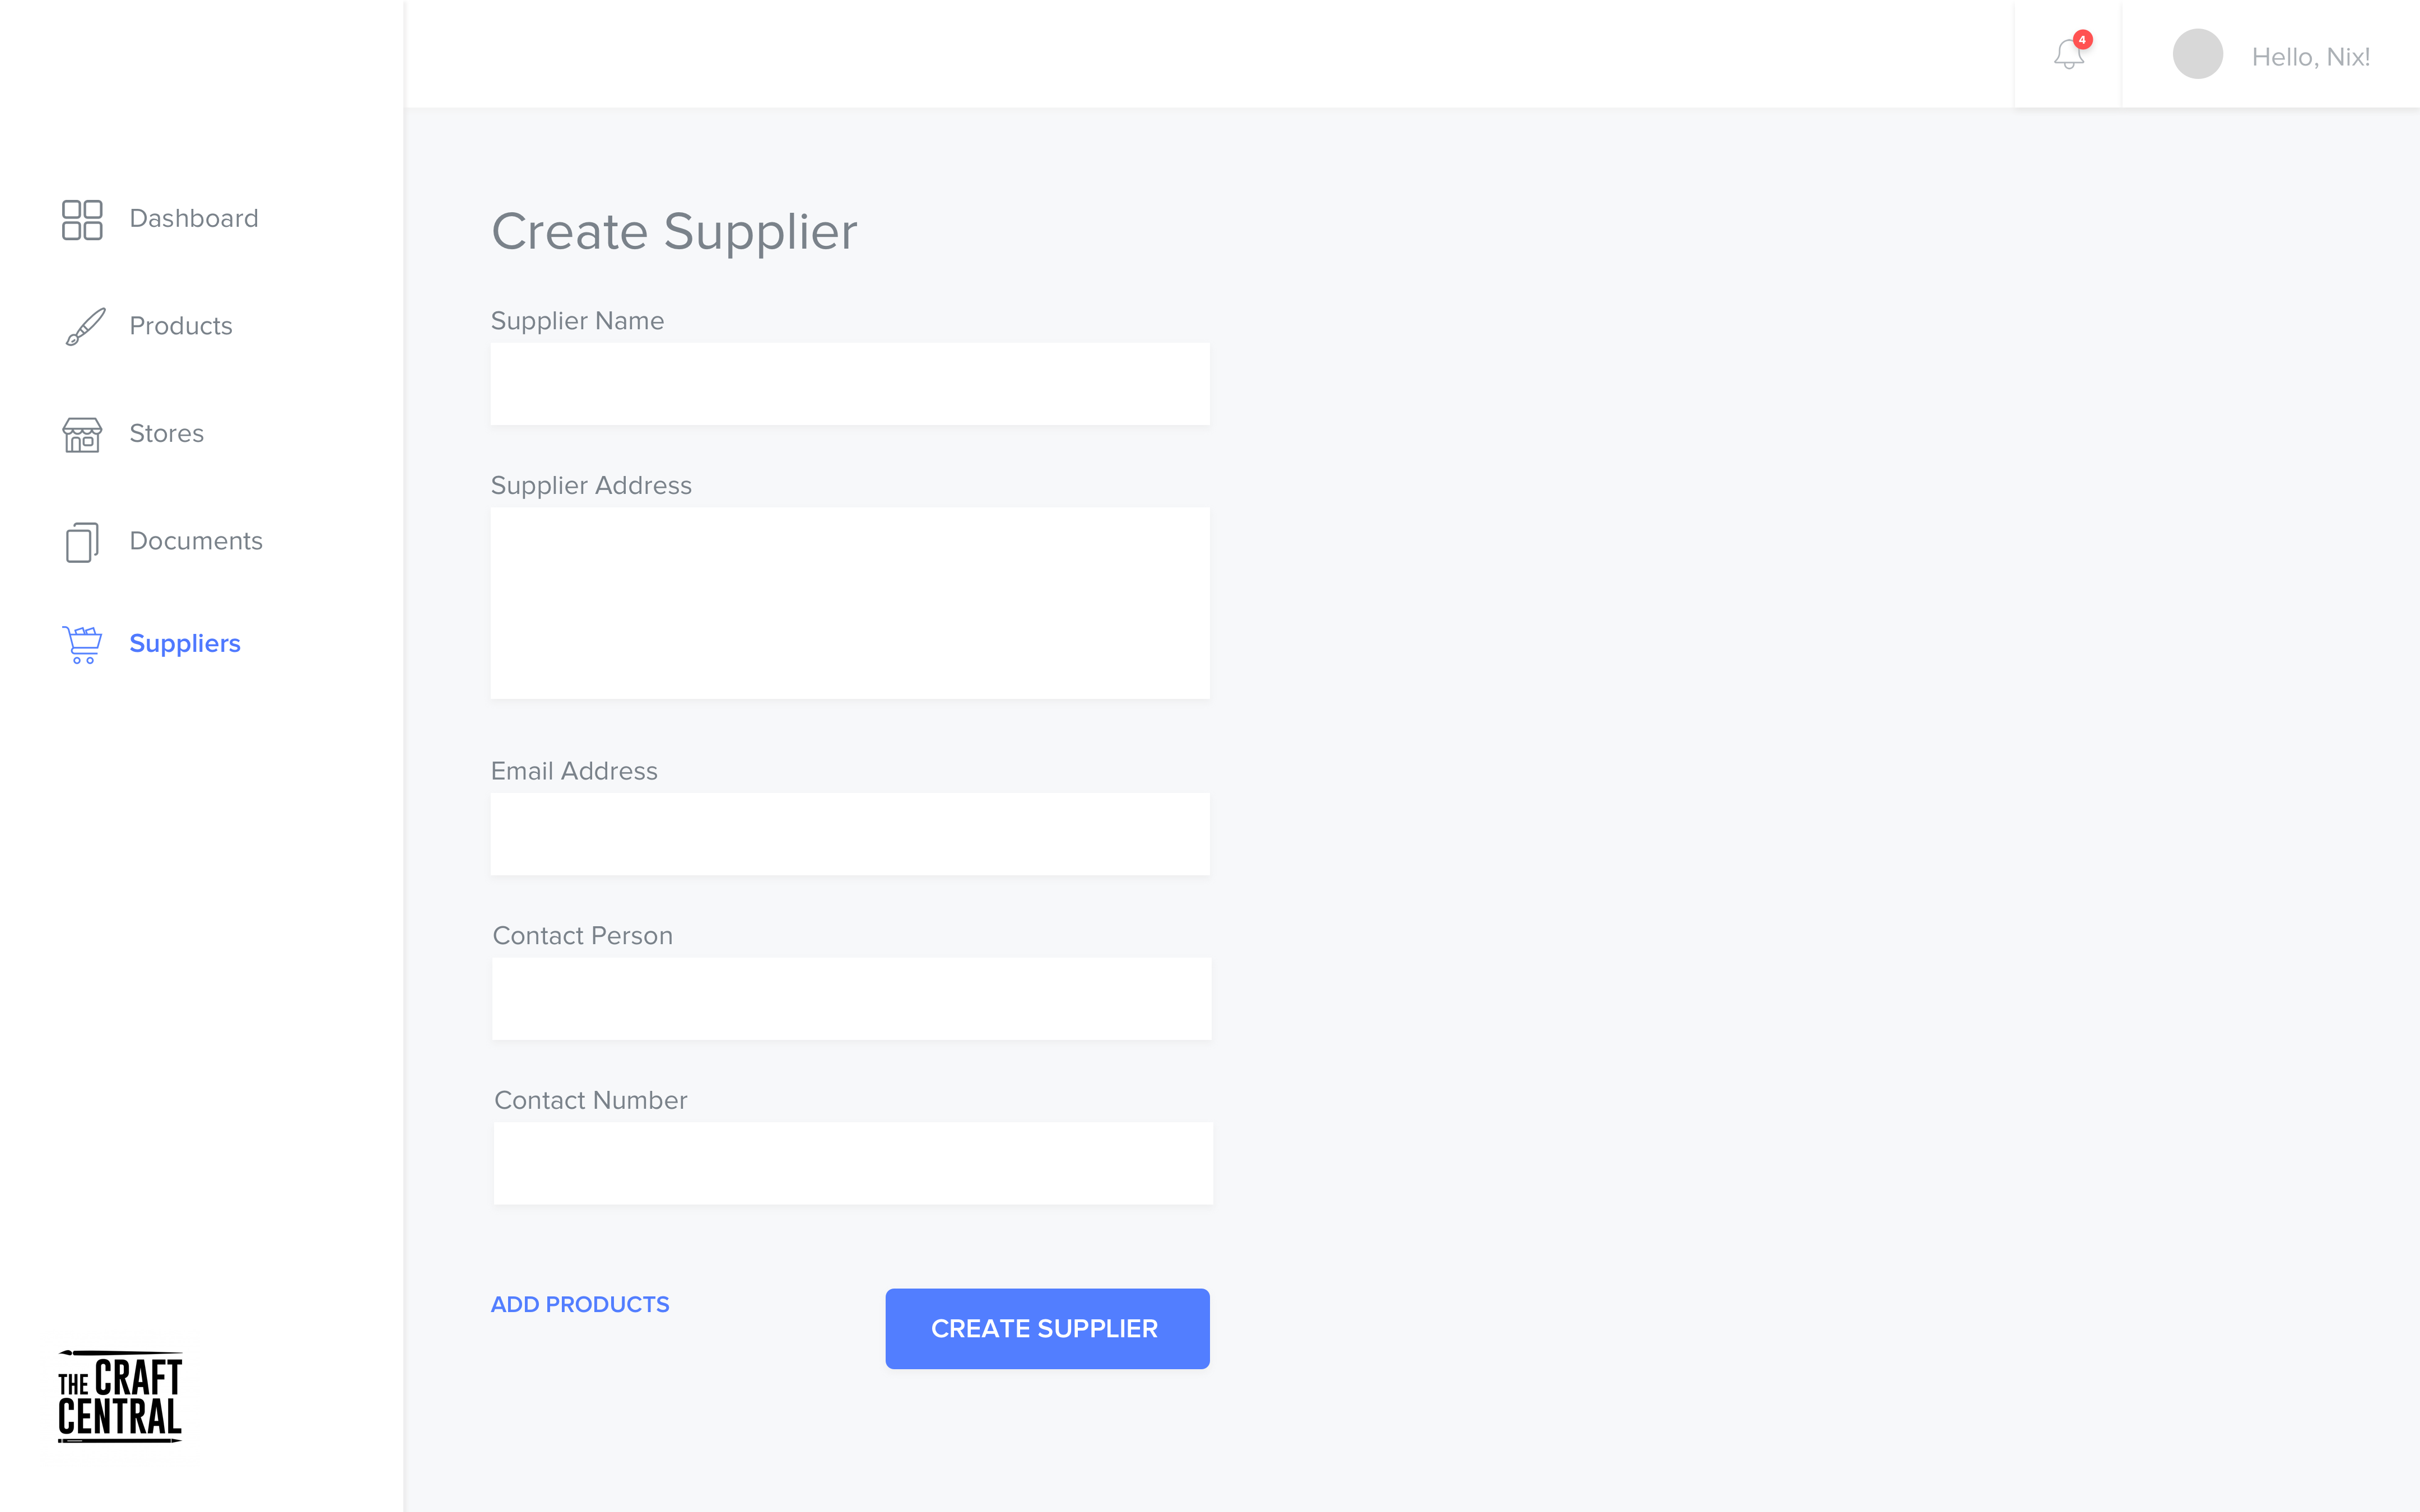 4
Hello, Nix!
Dashboard
Products
Stores
Documents
Suppliers
THE CRAFT
CENTRAL
Create Supplier
Supplier Name
Supplier Address
Email Address
Contact Person
Contact Number
ADD PRODUCTS
CREATE SUPPLIER